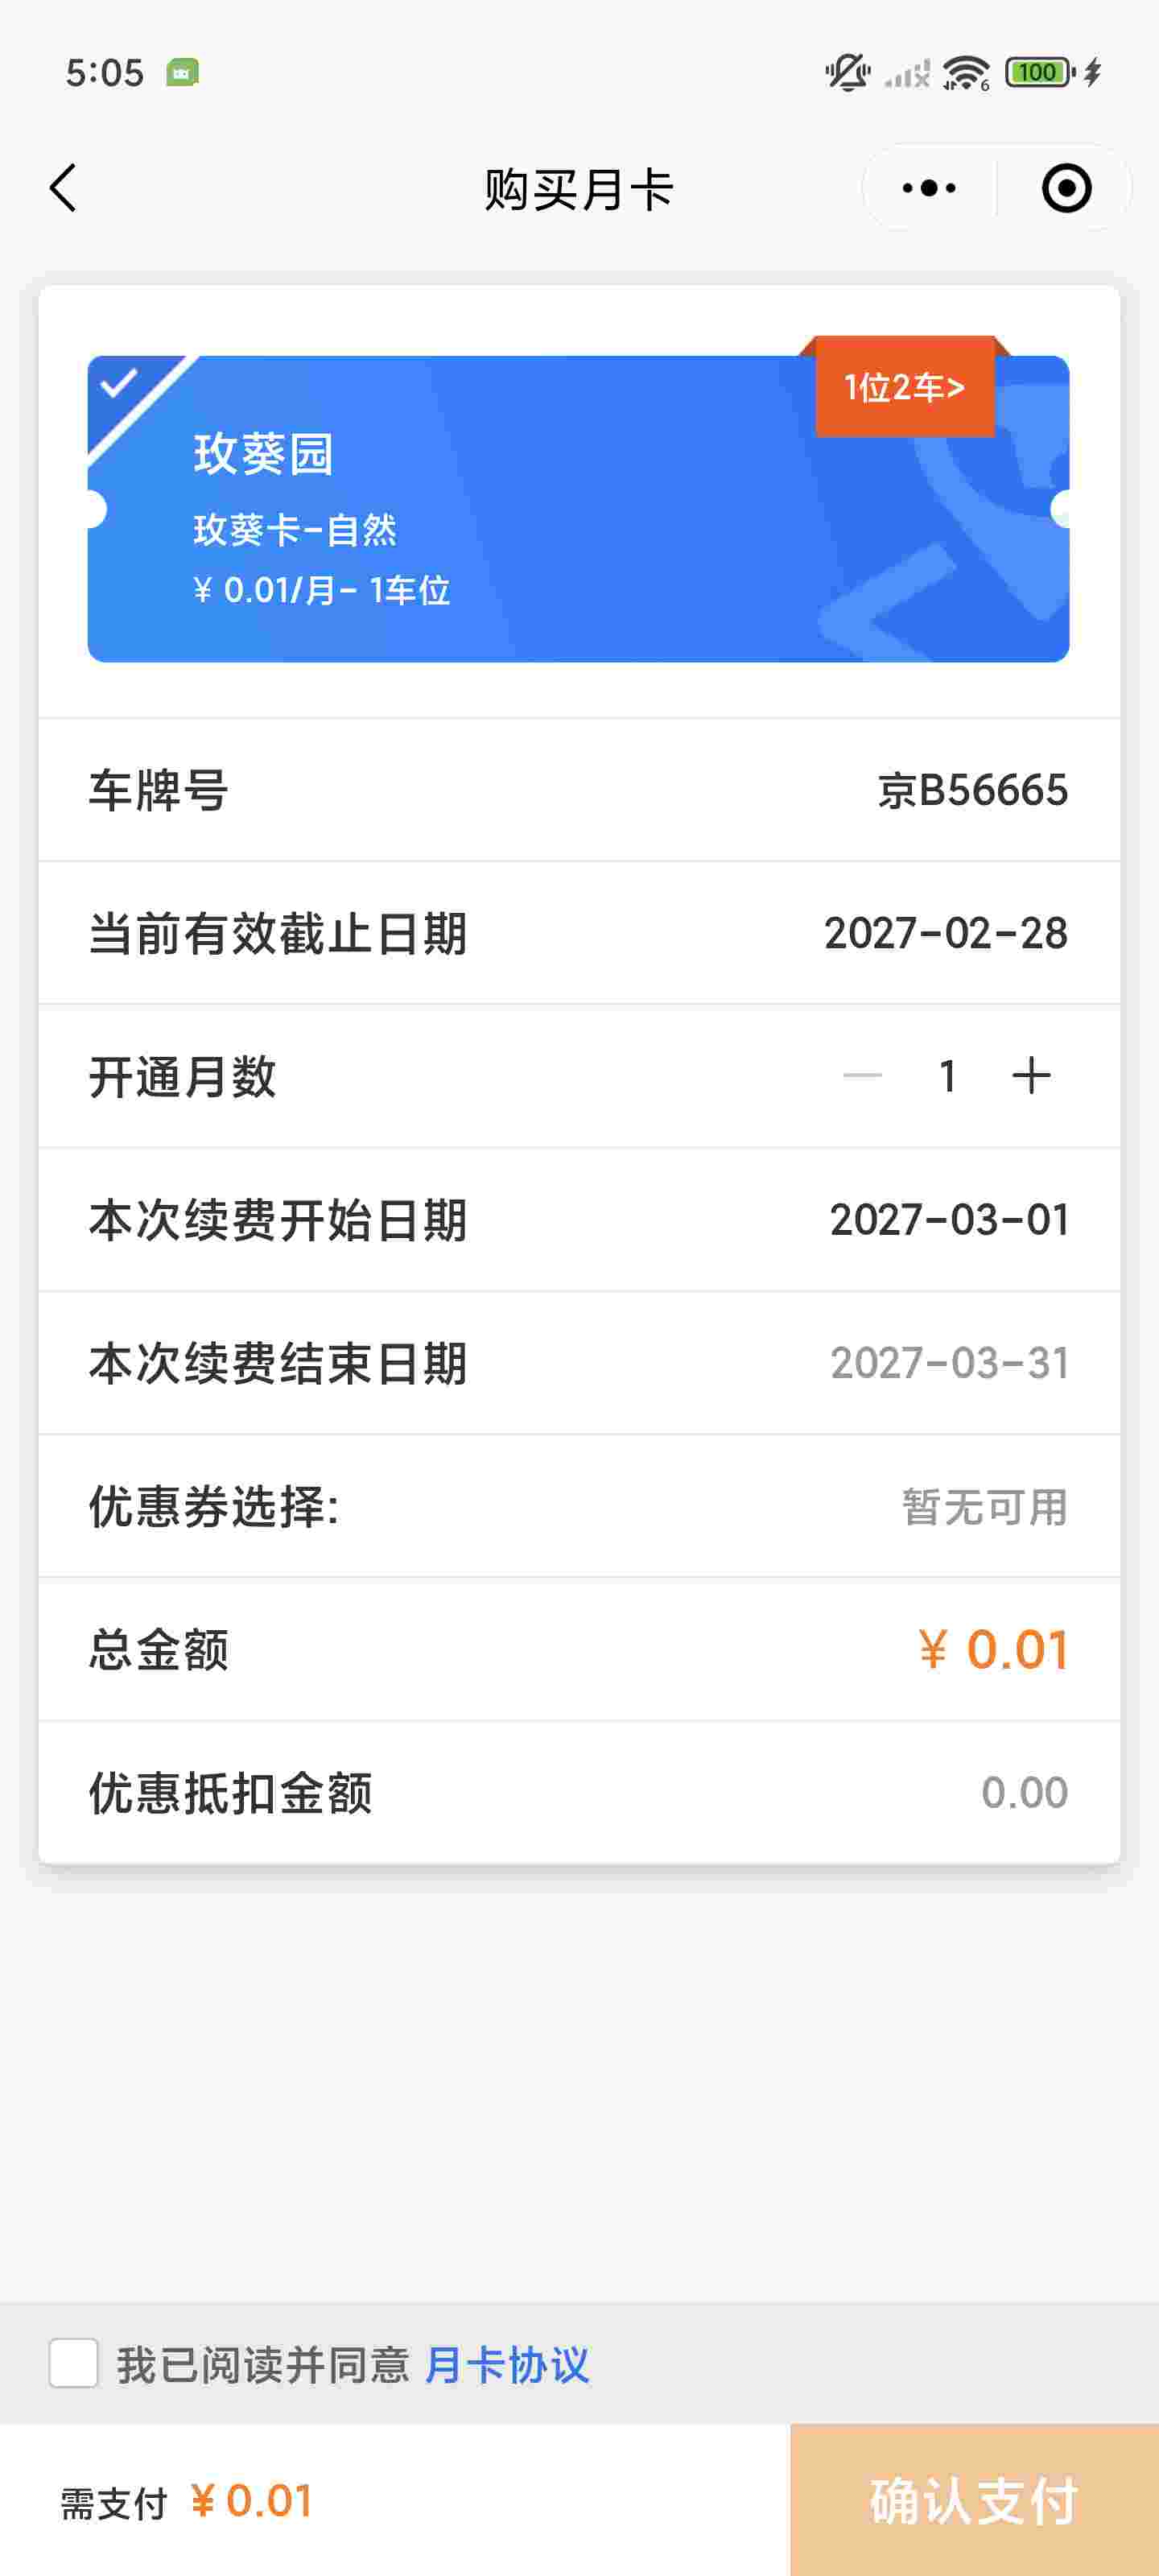 5:05
6
100
购买月卡
1位2车>
玫葵园
玫葵卡-自然
¥ 0.01/月- 1车位
车牌号 京B56665
当前有效截止日期 2027-02-28
开通月数 — 1 +
本次续费开始日期 2027-03-01
本次续费结束日期 2027-03-31
优惠券选择: 暂无可用
总金额 ¥ 0.01
优惠抵扣金额 0.00
我已阅读并同意 月卡协议
需支付 ¥ 0.01 确认支付